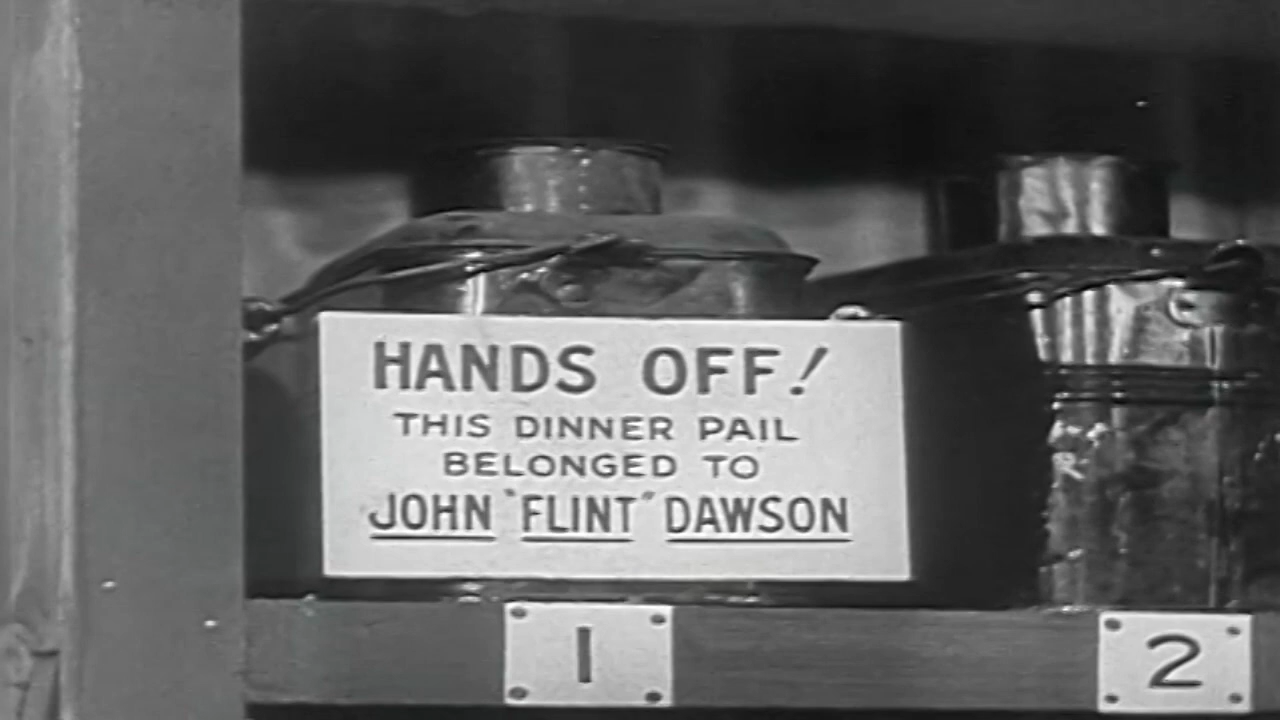 HANDS OFF!
THIS DINNER PAIL
BELONGED TO
JOHN "FLINT" DAWSON
1
2